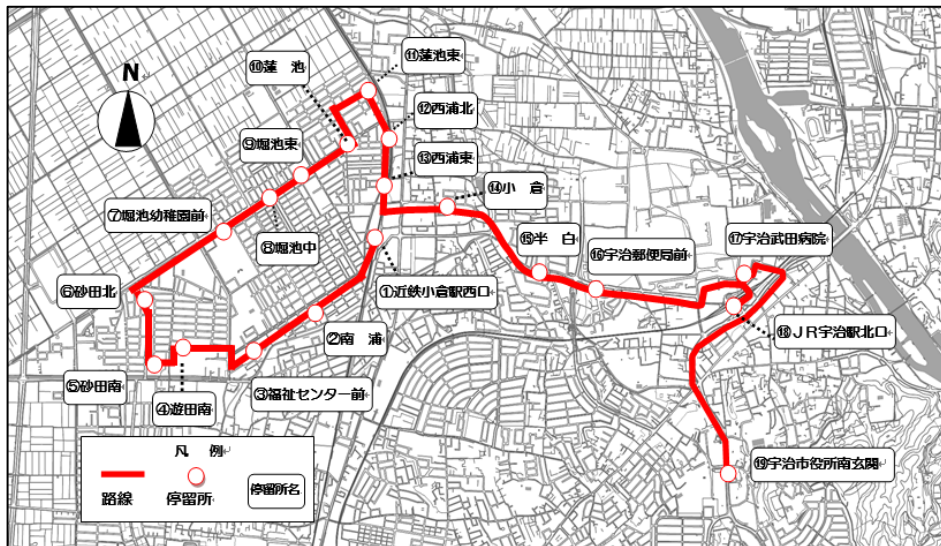 N
⑩蓮 池
⑪蓮池東
⑫西浦北
⑨堀池東
⑬西浦東
⑭小 倉
⑦堀池幼稚園前
⑧堀池中
⑮半 白
⑯宇治郵便局前
⑰宇治武田病院
⑥砂田北
①近鉄小倉駅西口
②南 浦
⑱JR宇治駅北口
⑤砂田南
④遊田南
③福祉センター前
凡 例
路線 停留所 停留所名
⑲宇治市役所南玄関